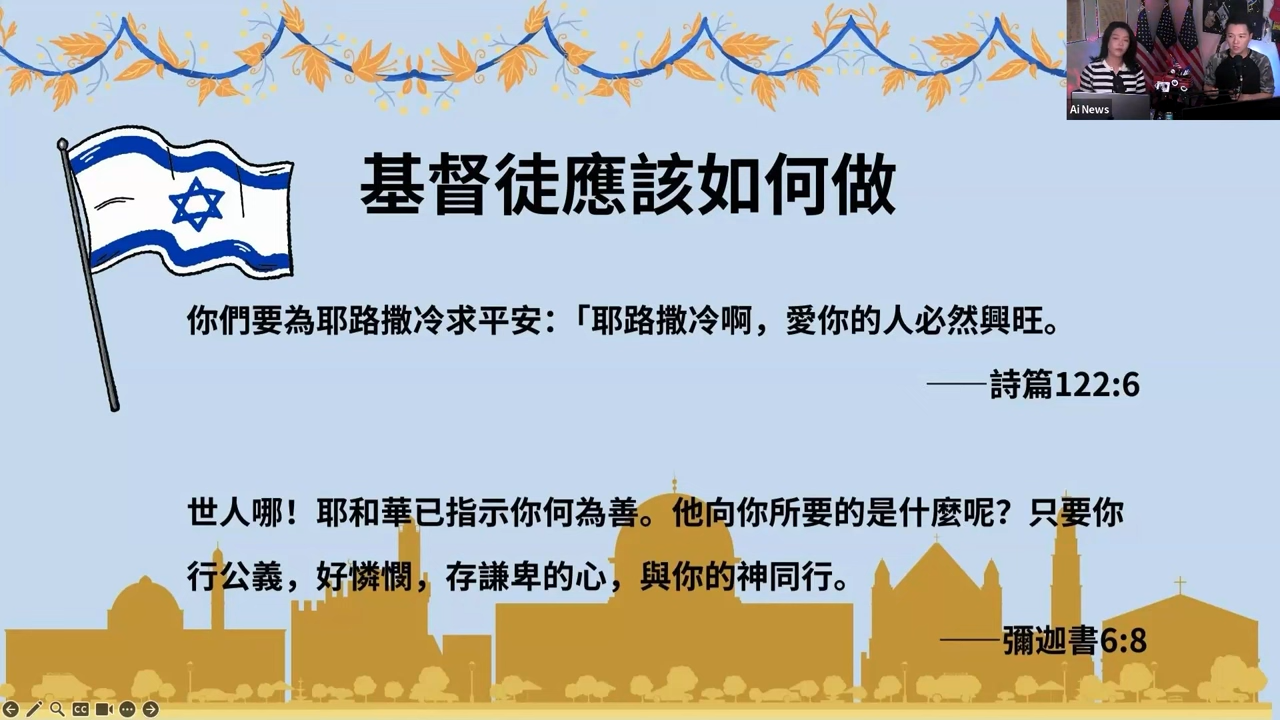 Ai News
基督徒應該如何做
你們要為耶路撒冷求平安：「耶路撒冷啊，愛你的人必然興旺。
——詩篇122:6
世人哪！耶和華已指示你何為善。他向你所要的是什麼呢？只要你
行公義，好憐憫，存謙卑的心，與你的神同行。
——彌迦書6:8
CC